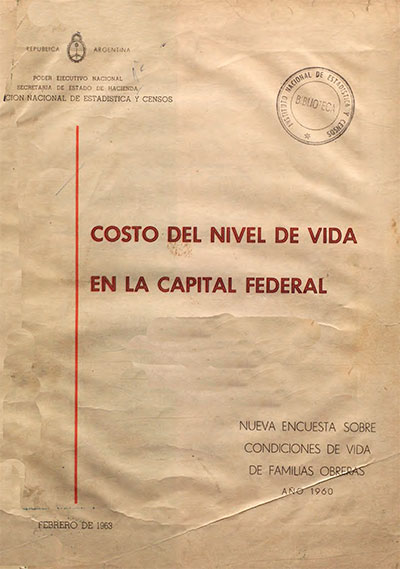 REPUBLICA ARGENTINA
PODER EJECUTIVO NACIONAL
SECRETARIA DE ESTADO DE HACIENDA
CION NACIONAL DE ESTADISTICA Y CENSOS
INSTITUTO NACIONAL DE ESTADISTICA Y CENSOS
BIBLIOTECA
COSTO DEL NIVEL DE VIDA
EN LA CAPITAL FEDERAL
NUEVA ENCUESTA SOBRE
CONDICIONES DE VIDA
DE FAMILIAS OBRERAS
AÑO 1960
FEBRERO DE 1963